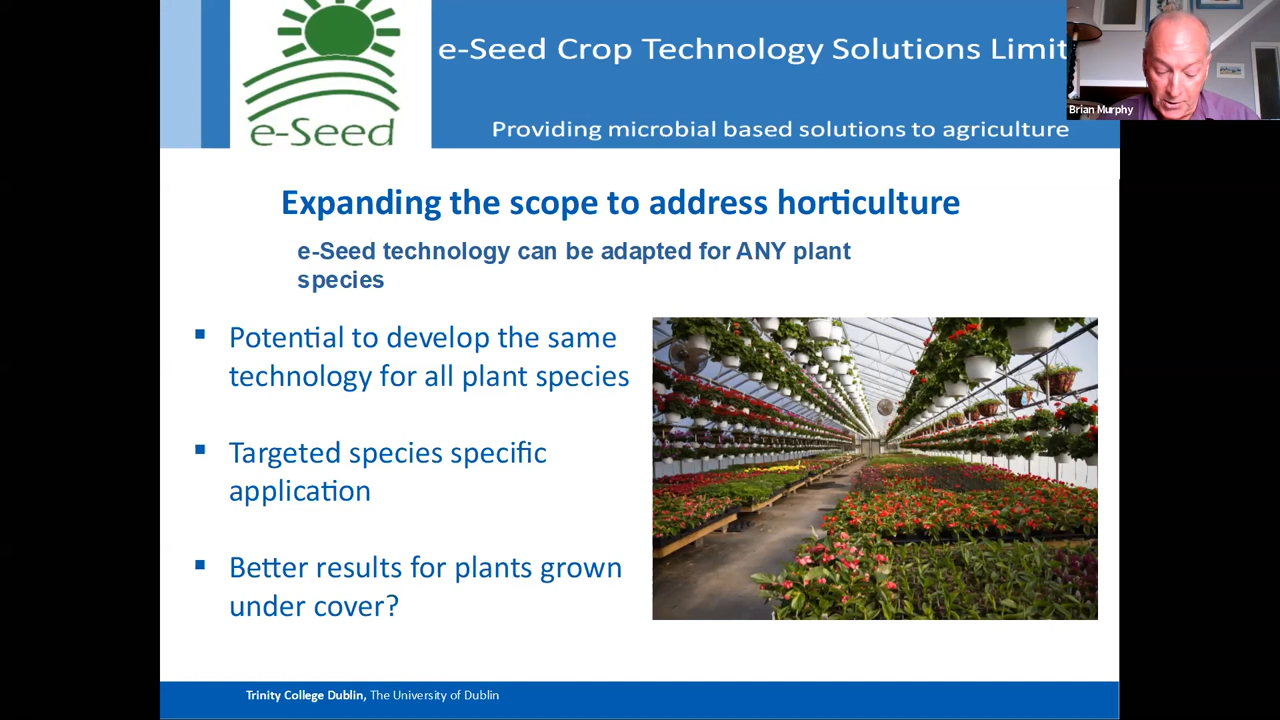 e-Seed Crop Technology Solutions Limit
Brian Murphy
e-Seed
Providing microbial based solutions to agriculture
Expanding the scope to address horticulture
e-Seed technology can be adapted for ANY plant
species
▪ Potential to develop the same
technology for all plant species
▪ Targeted species specific
application
▪ Better results for plants grown
under cover?
Trinity College Dublin, The University of Dublin